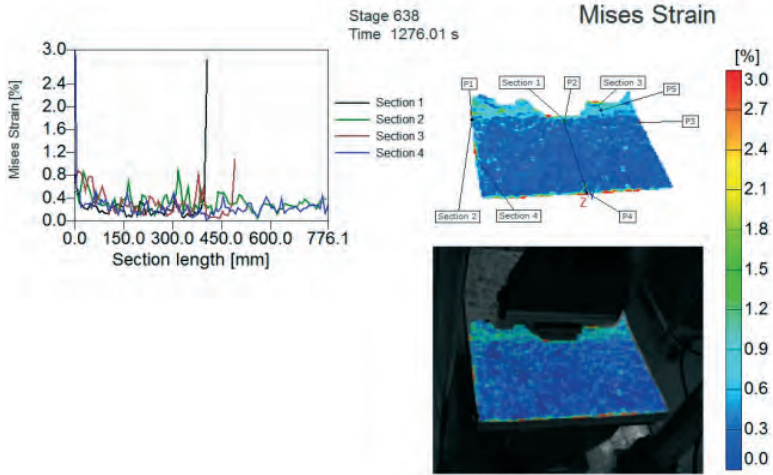 Stage 638
Time 1276.01 s
Mises Strain
Mises Strain [%]
3.0
2.4
2.0
1.6
1.2
0.8
0.4
0.0
0.0 150.0 300.0 450.0 600.0 776.1
Section length [mm]
Section 1
Section 2
Section 3
Section 4
P1
Section 1
P2
Section 3
P5
P3
Section 2
Section 4
Z
P4
[%]
3.0
2.7
2.4
2.1
1.8
1.5
1.2
0.9
0.6
0.3
0.0